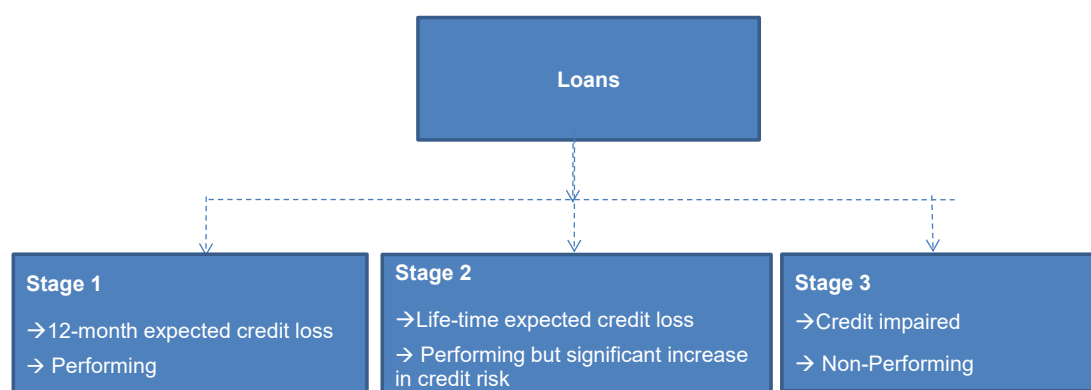 Loans
Stage 1
→12-month expected credit loss
→ Performing
Stage 2
→Life-time expected credit loss
→ Performing but significant increase
in credit risk
Stage 3
→Credit impaired
→ Non-Performing